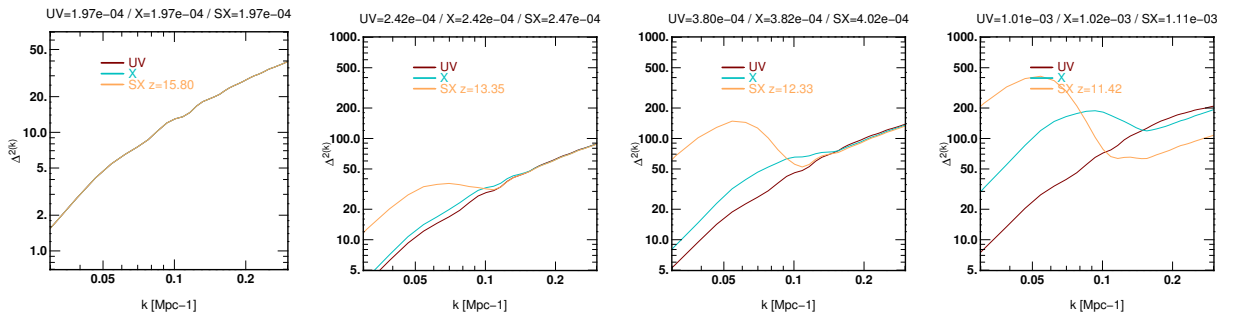 UV=1.97e−04 / X=1.97e−04 / SX=1.97e−04
50.
20.
10.0
5.
2.
1.0
0.05
0.1
0.2
Δ2(k)
k [Mpc−1]
UV
X
SX z=15.80
UV=2.42e−04 / X=2.42e−04 / SX=2.47e−04
1000.
500.
200.
100.0
50.
20.
10.0
5.
0.05
0.1
0.2
Δ2(k)
k [Mpc−1]
UV
X
SX z=13.35
UV=3.80e−04 / X=3.82e−04 / SX=4.02e−04
1000.
500.
200.
100.0
50.
20.
10.0
5.
0.05
0.1
0.2
Δ2(k)
k [Mpc−1]
UV
X
SX z=12.33
UV=1.01e−03 / X=1.02e−03 / SX=1.11e−03
1000.
500.
200.
100.0
50.
20.
10.0
5.
0.05
0.1
0.2
Δ2(k)
k [Mpc−1]
UV
X
SX z=11.42